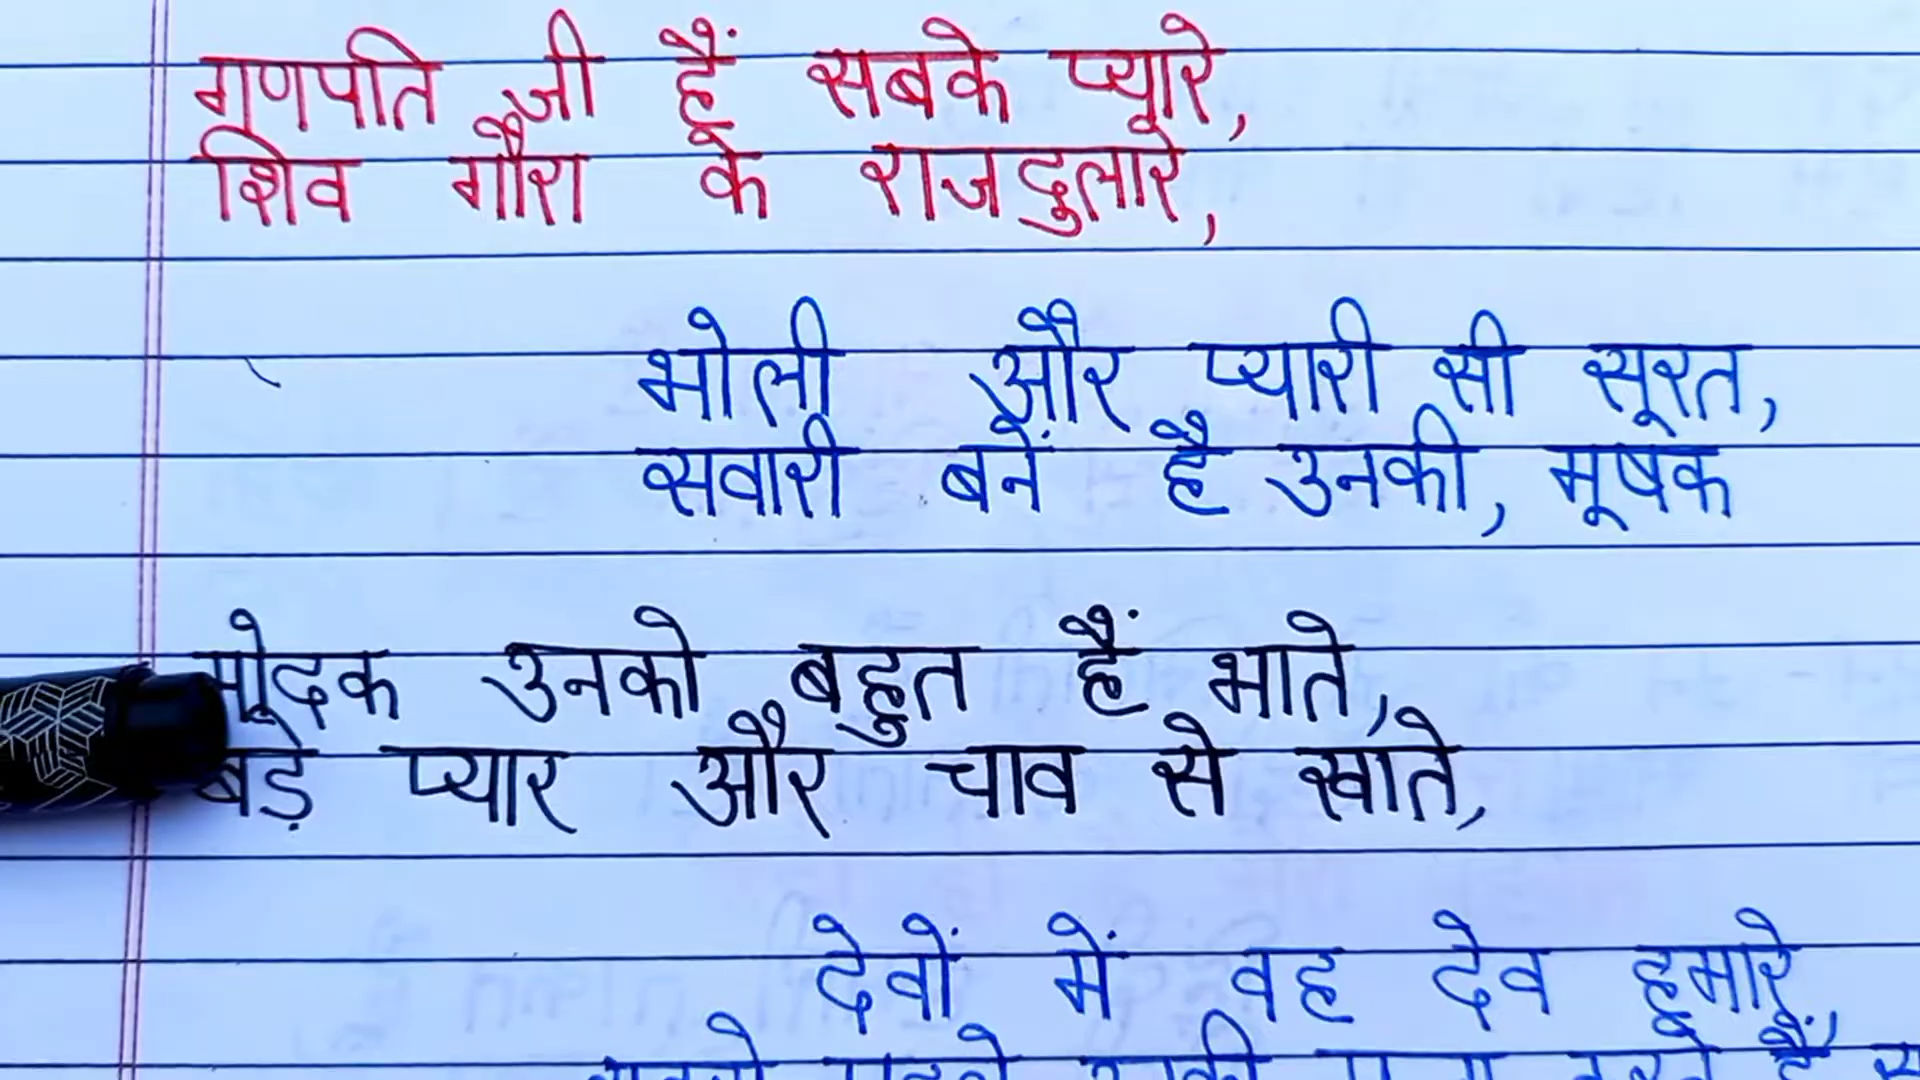 गणपति जी हैं सबके प्यारे,
शिव गौरा के राजदुलारे,
भोली और प्यारी सी सूरत,
सवारी बनें है उनकी, मूषक
मोदक उनको बहुत हैं भाते,
बड़े प्यार और चाव से खाते,
देवों में वह देव हमारे,